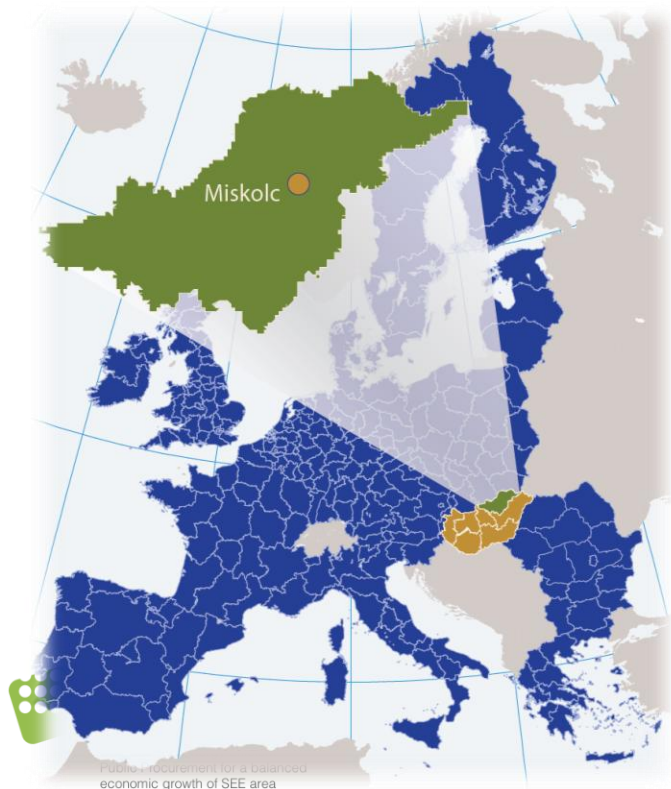 Miskolc
Public Procurement for a balanced
economic growth of SEE area